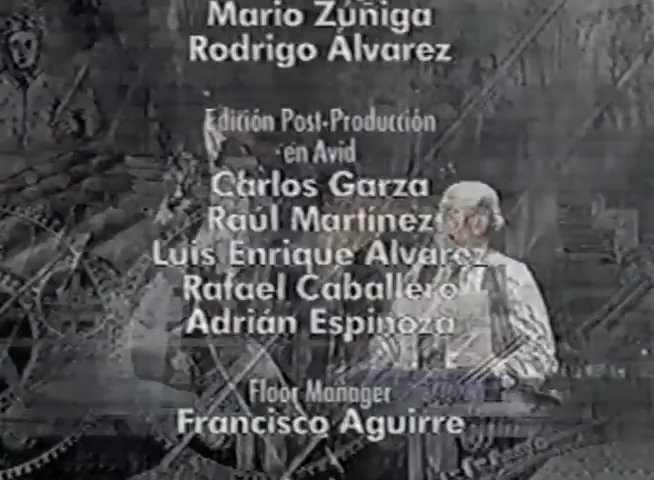 Mario Zúñiga
Rodrigo Álvarez
Edición Post-Producción
en Avid
Carlos Garza
Raúl Martínez
Luis Enrique Alvarez
Rafael Caballero
Adrián Espinoza
Floor Manager
Francisco Aguirre